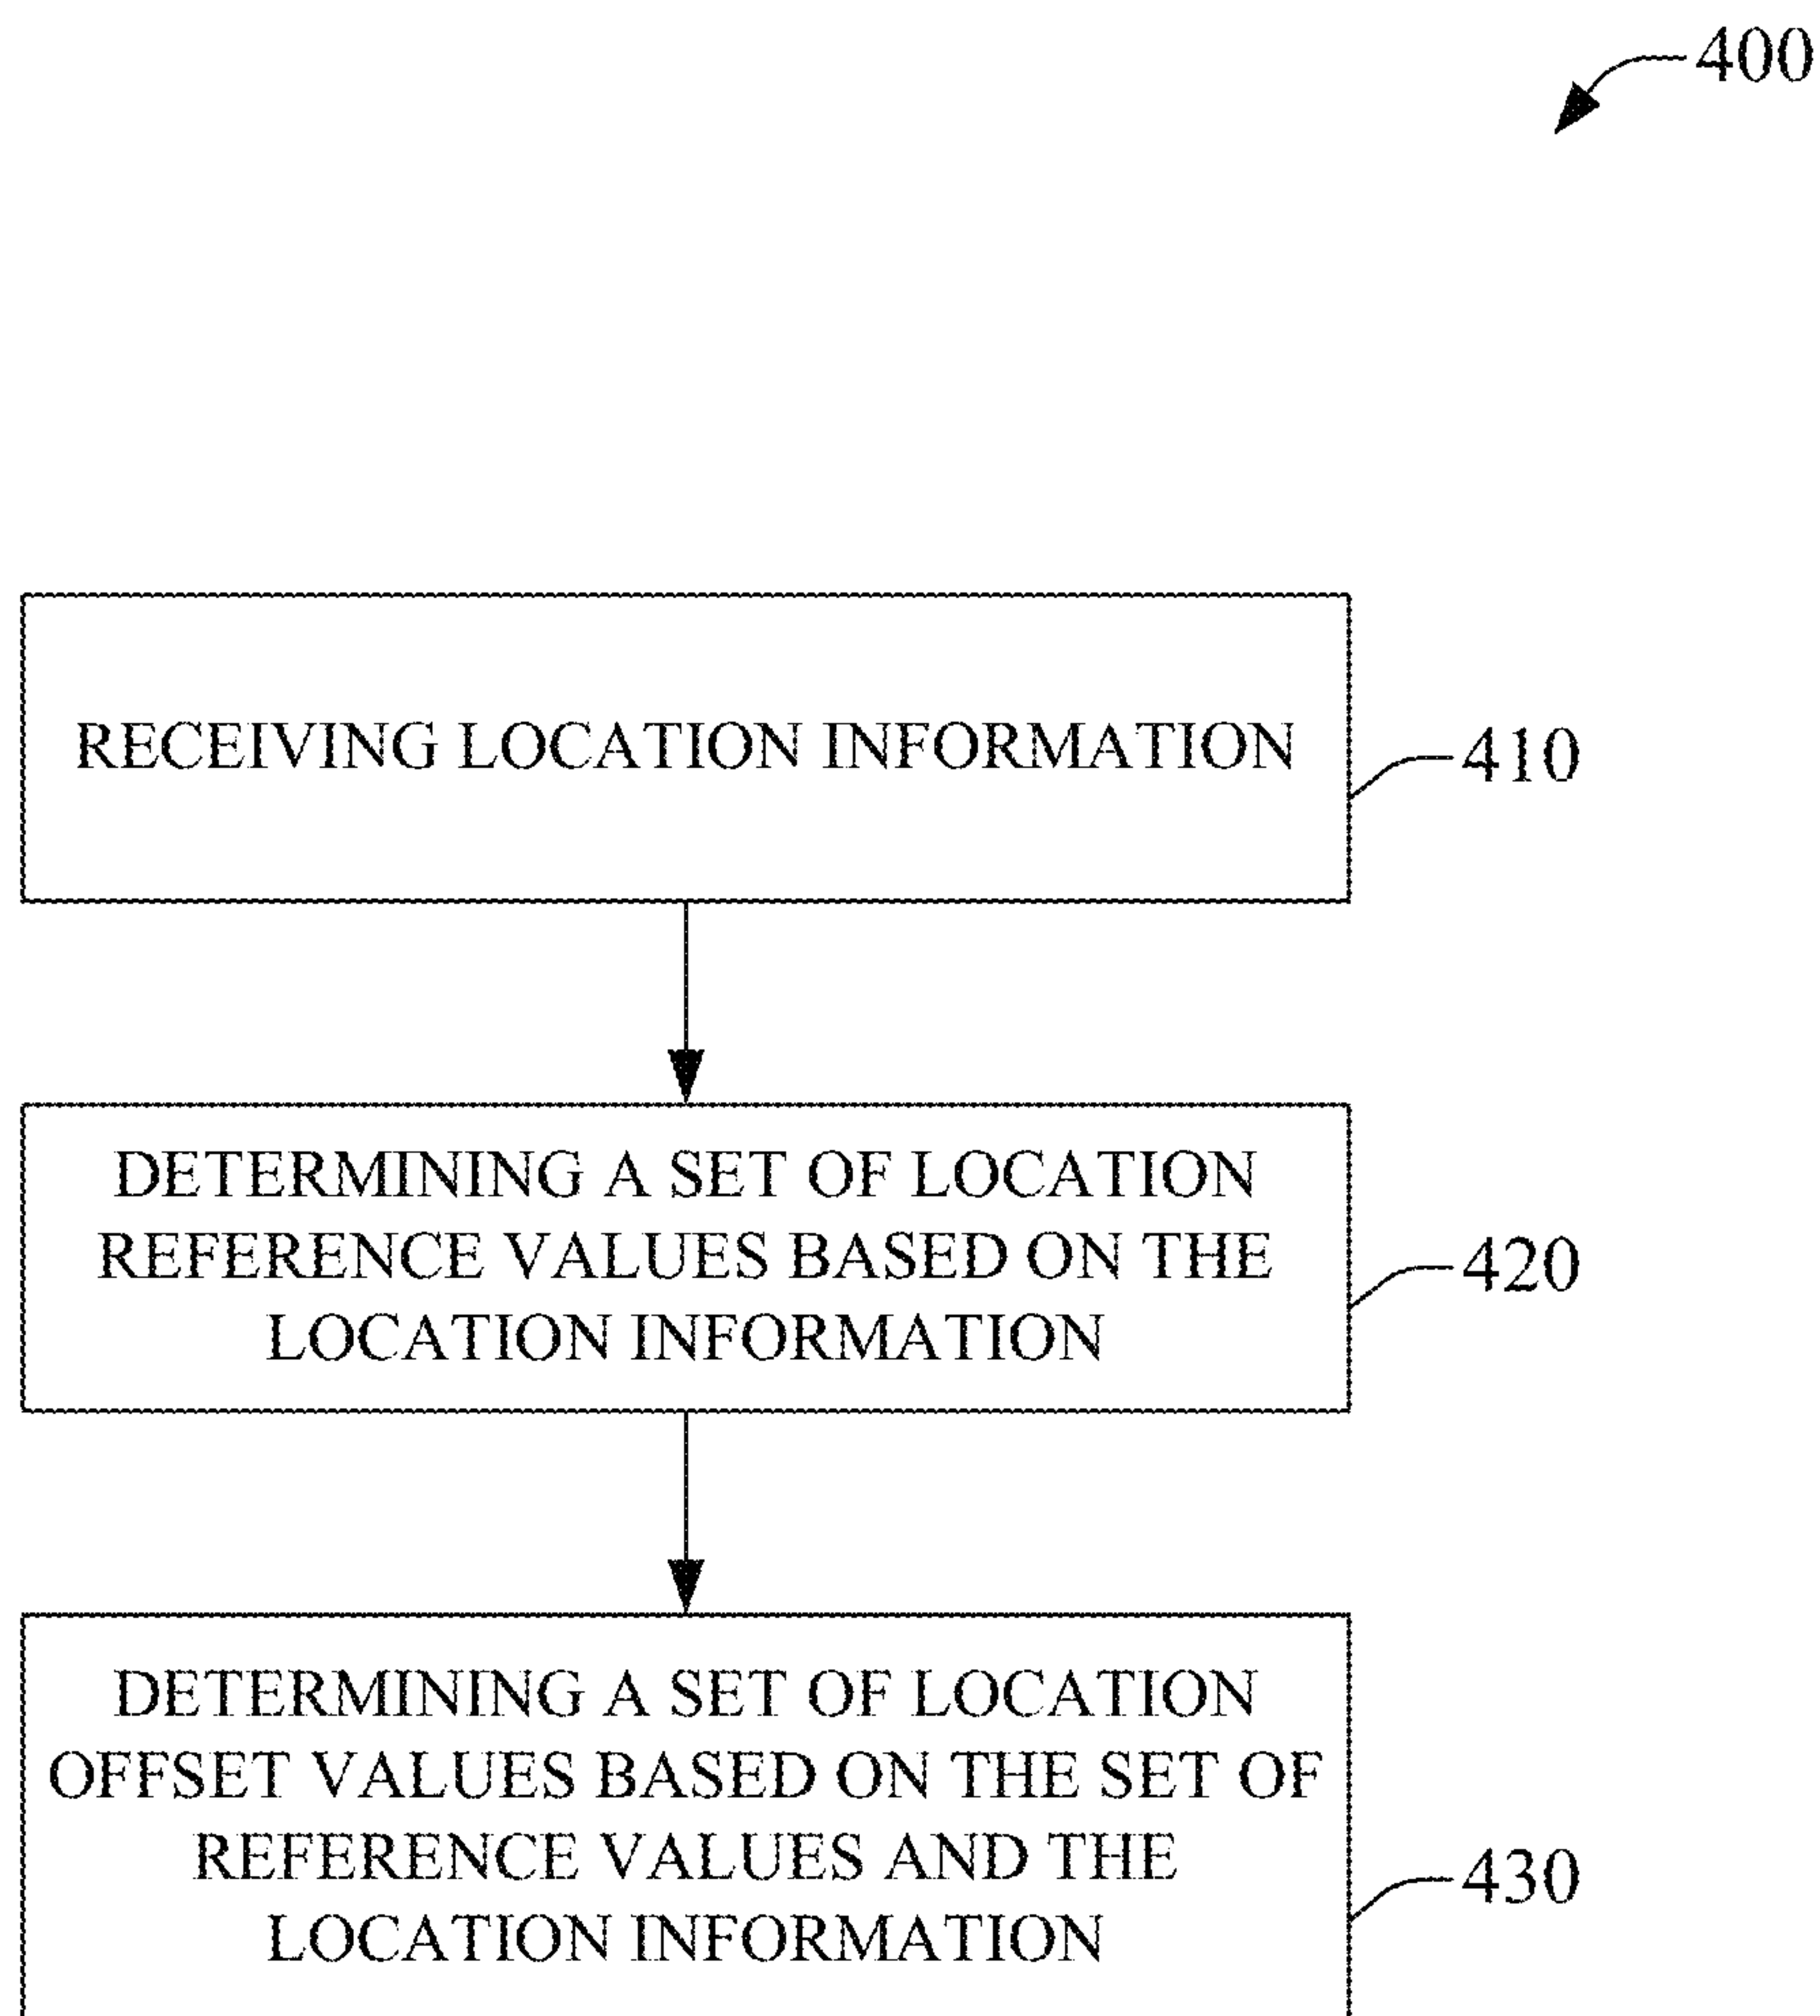 400
RECEIVING LOCATION INFORMATION
410
DETERMINING A SET OF LOCATION
REFERENCE VALUES BASED ON THE
LOCATION INFORMATION
420
DETERMINING A SET OF LOCATION
OFFSET VALUES BASED ON THE SET OF
REFERENCE VALUES AND THE
LOCATION INFORMATION
430